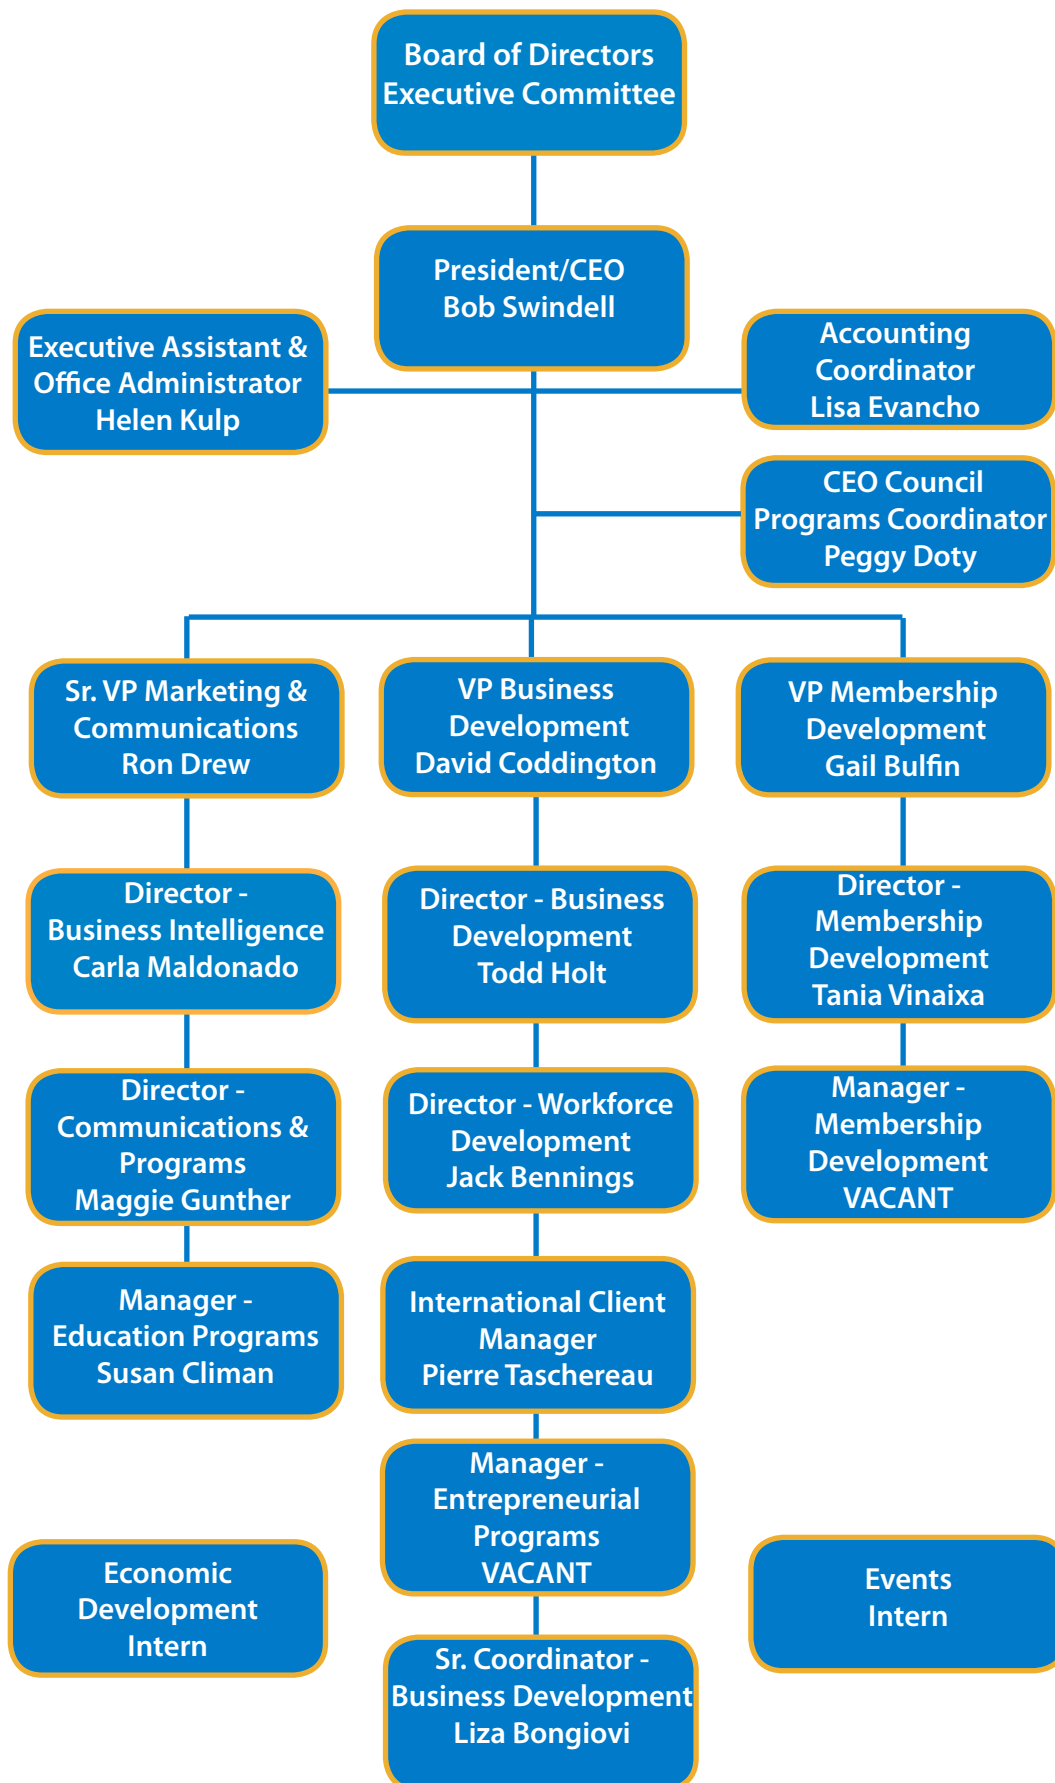 Board of Directors
Executive Committee
President/CEO
Bob Swindell
Executive Assistant &
Office Administrator
Helen Kulp
Accounting
Coordinator
Lisa Evancho
CEO Council
Programs Coordinator
Peggy Doty
Sr. VP Marketing &
Communications
Ron Drew
VP Business
Development
David Coddington
VP Membership
Development
Gail Bulfin
Director -
Business Intelligence
Carla Maldonado
Director - Business
Development
Todd Holt
Director -
Membership
Development
Tania Vinaixa
Director -
Communications &
Programs
Maggie Gunther
Director - Workforce
Development
Jack Bennings
Manager -
Membership
Development
VACANT
Manager -
Education Programs
Susan Climan
International Client
Manager
Pierre Taschereau
Manager -
Entrepreneurial
Programs
VACANT
Economic
Development
Intern
Events
Intern
Sr. Coordinator -
Business Development
Liza Bongiovi